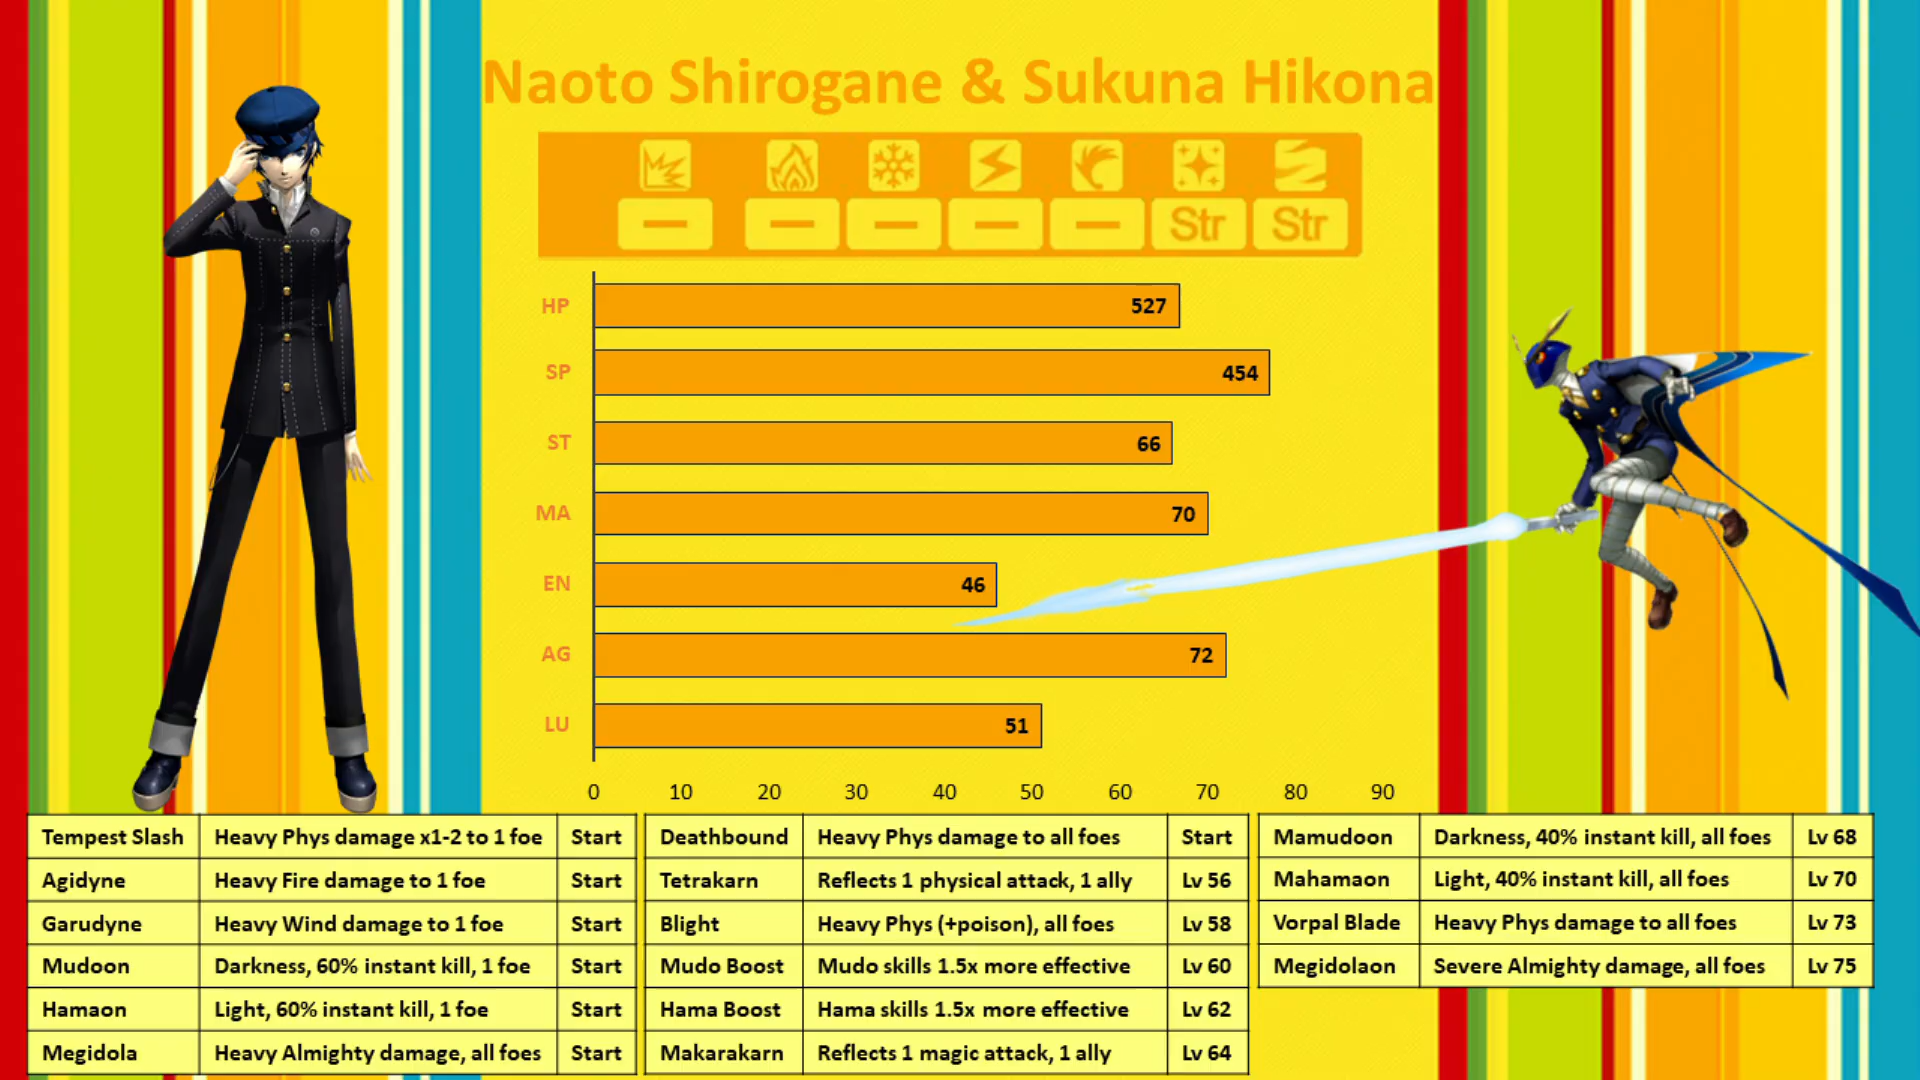 Naoto Shirogane & Sukuna Hikona
— — — — — Str Str
HP 527
SP 454
ST 66
MA 70
EN 46
AG 72
LU 51
0 10 20 30 40 50 60 70 80 90
Tempest Slash Heavy Phys damage x1-2 to 1 foe Start
Agidyne Heavy Fire damage to 1 foe Start
Garudyne Heavy Wind damage to 1 foe Start
Mudoon Darkness, 60% instant kill, 1 foe Start
Hamaon Light, 60% instant kill, 1 foe Start
Megidola Heavy Almighty damage, all foes Start
Deathbound Heavy Phys damage to all foes Start
Tetrakarn Reflects 1 physical attack, 1 ally Lv 56
Blight Heavy Phys (+poison), all foes Lv 58
Mudo Boost Mudo skills 1.5x more effective Lv 60
Hama Boost Hama skills 1.5x more effective Lv 62
Makarakarn Reflects 1 magic attack, 1 ally Lv 64
Mamudoon Darkness, 40% instant kill, all foes Lv 68
Mahamaon Light, 40% instant kill, all foes Lv 70
Vorpal Blade Heavy Phys damage to all foes Lv 73
Megidolaon Severe Almighty damage, all foes Lv 75